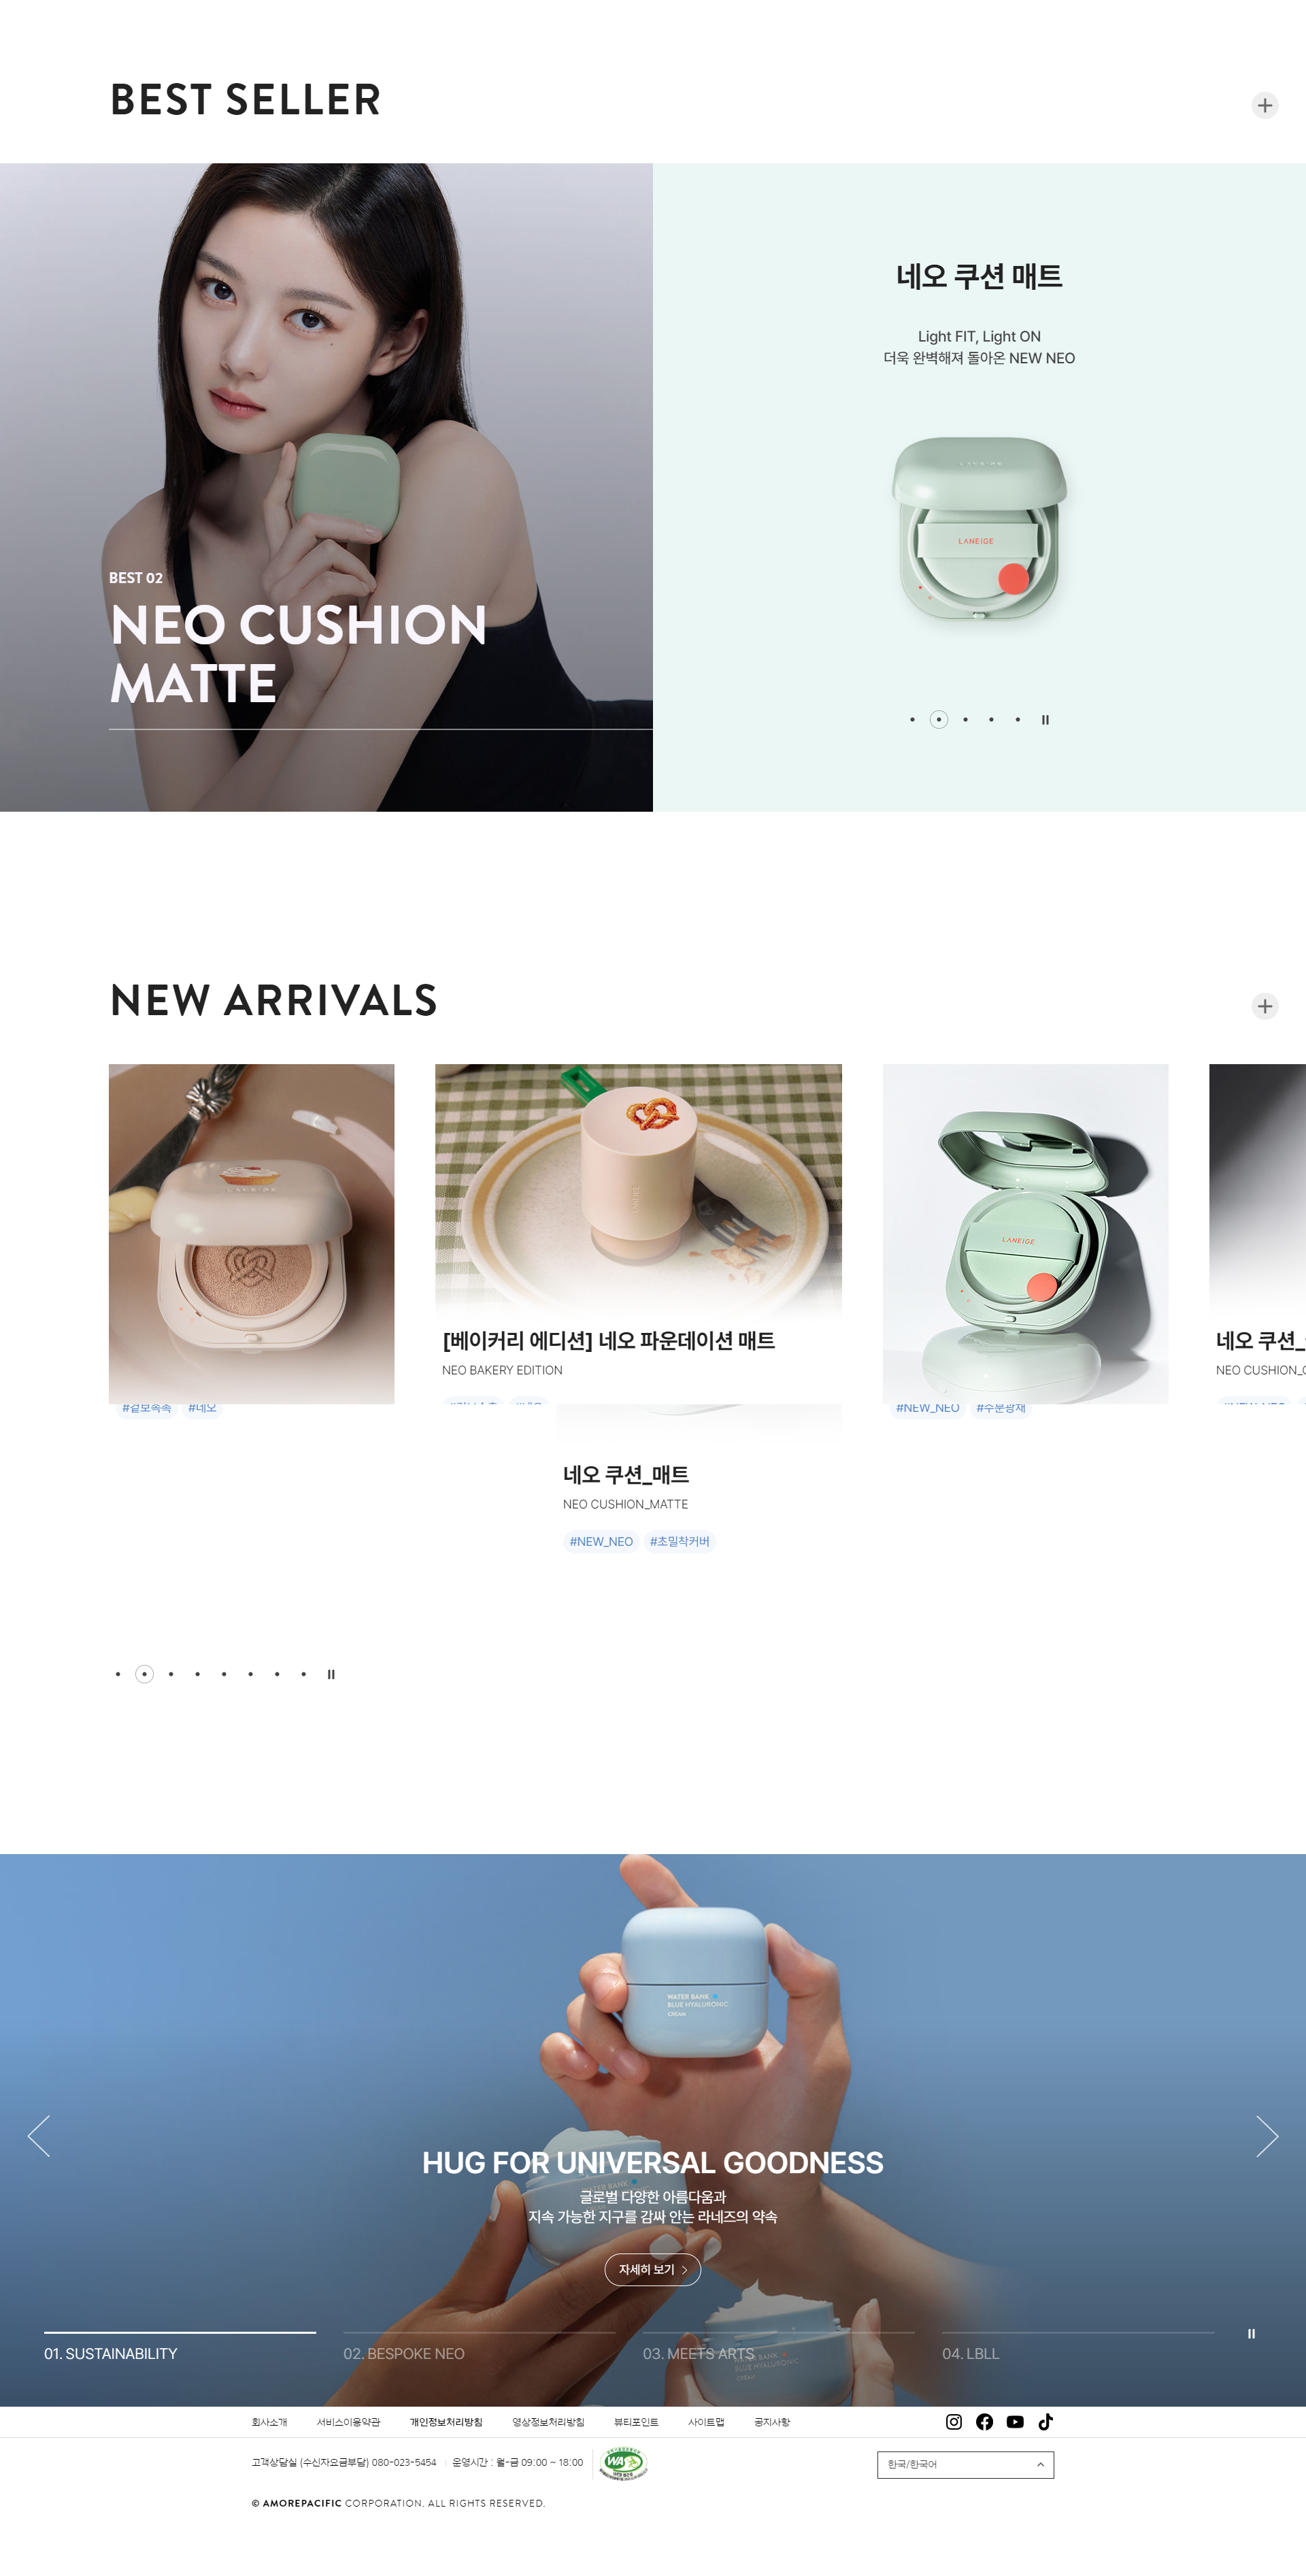 BEST SELLER
BEST 02
NEO CUSHION
MATTE
네오 쿠션 매트
Light FIT, Light ON
더욱 완벽해져 돌아온 NEW NEO
LANEIGE
NEW ARRIVALS
LANEIGE
LANEIGE
[베이커리 에디션] 네오 파운데이션 매트
NEO BAKERY EDITION
네오 쿠션_
NEO CUSHION_
#겉보속촉 #네오
#NEW_NEO #수분광채
네오 쿠션_매트
NEO CUSHION_MATTE
#NEW_NEO #초밀착커버
WATER BANK
BLUE HYALURONIC
CREAM
HUG FOR UNIVERSAL GOODNESS
글로벌 다양한 아름다움과
지속 가능한 지구를 감싸 안는 라네즈의 약속
자세히 보기
01. SUSTAINABILITY
02. BESPOKE NEO
03. MEETS ARTS
04. LBLL
WATER BANK
BLUE HYALURONIC
CREAM
회사소개 서비스이용약관 개인정보처리방침 영상정보처리방침 뷰티포인트 사이트맵 공지사항
고객상담실 (수신자요금부담) 080-023-5454 운영시간 : 월-금 09:00 ~ 18:00
WA
한국/한국어
© AMOREPACIFIC CORPORATION. ALL RIGHTS RESERVED.